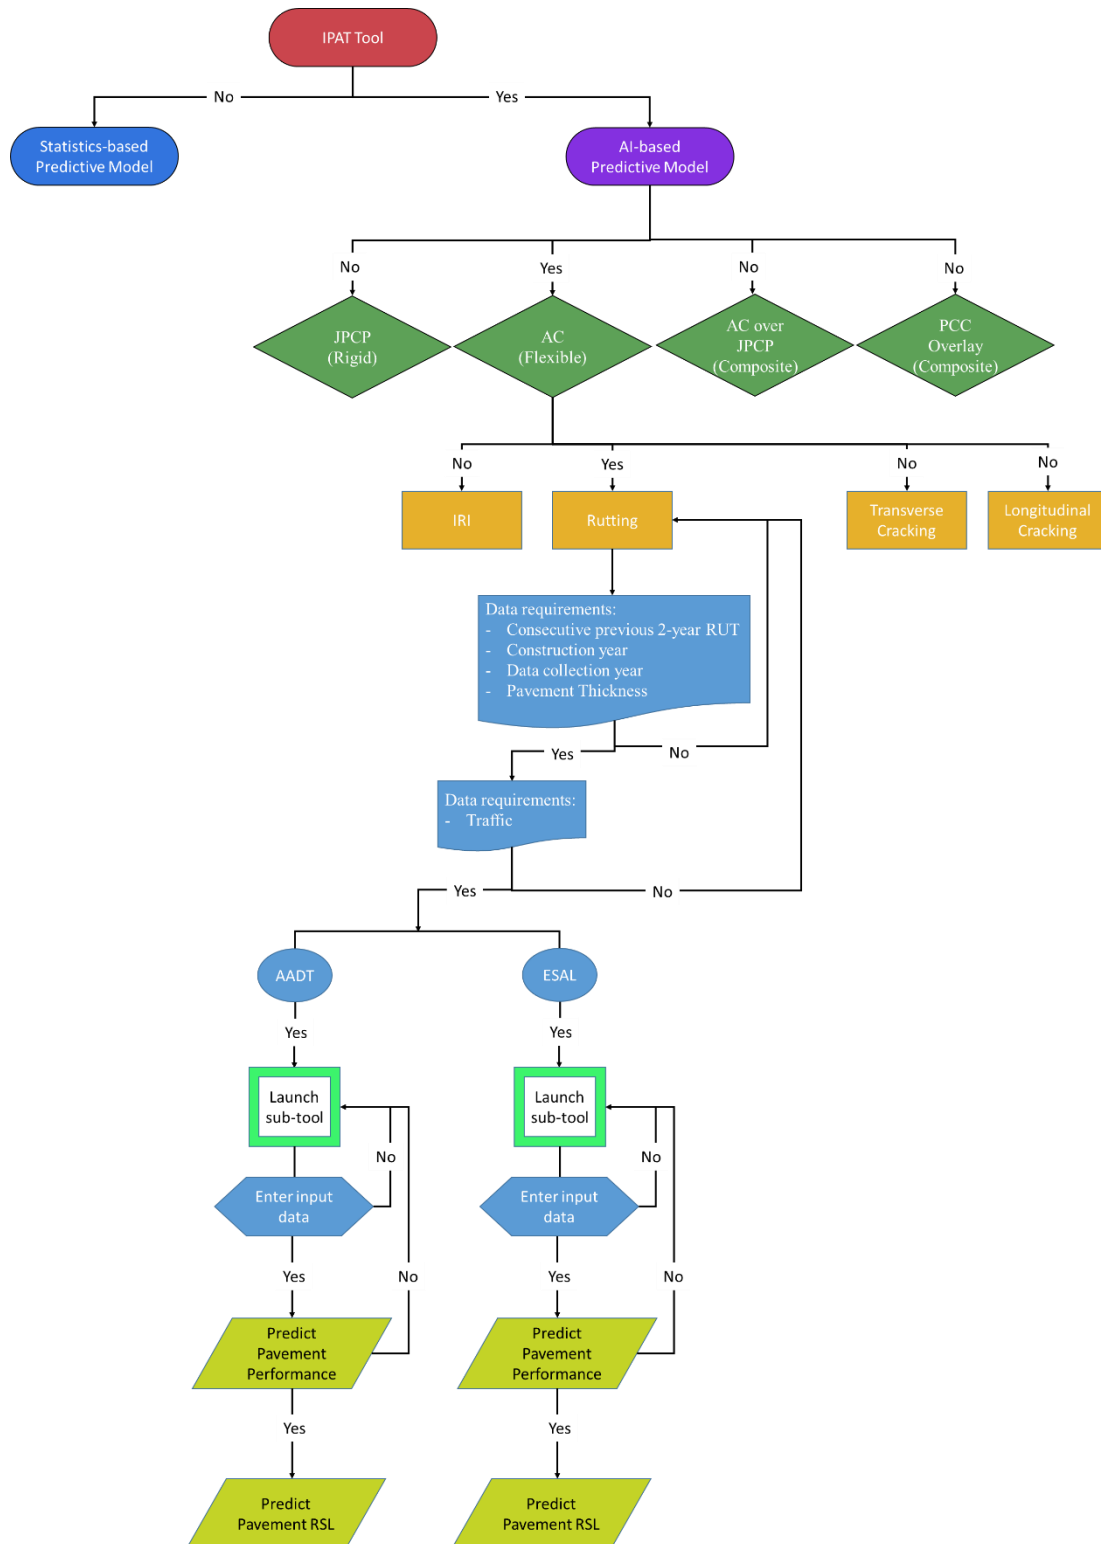 IPAT Tool
No
Yes
Statistics-based
Predictive Model
AI-based
Predictive Model
No
Yes
No
No
JPCP
(Rigid)
AC
(Flexible)
AC over
JPCP
(Composite)
PCC
Overlay
(Composite)
No
Yes
No
No
IRI
Rutting
Transverse
Cracking
Longitudinal
Cracking
Data requirements:
- Consecutive previous 2-year RUT
- Construction year
- Data collection year
- Pavement Thickness
Yes
No
Data requirements:
- Traffic
Yes
No
AADT
ESAL
Yes
Yes
Launch
sub-tool
Launch
sub-tool
No
No
Enter input
data
Enter input
data
Yes
No
Yes
No
Predict
Pavement
Performance
Predict
Pavement
Performance
Yes
Yes
Predict
Pavement RSL
Predict
Pavement RSL